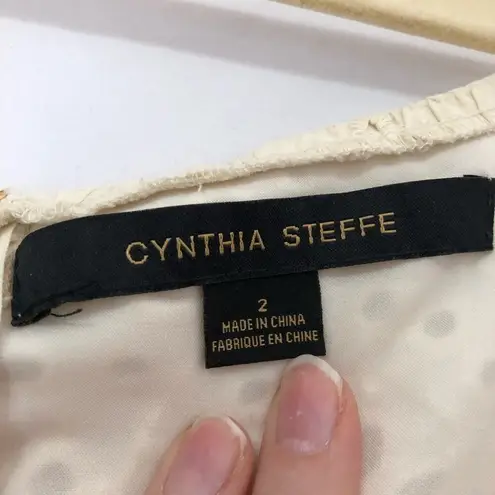 CYNTHIA STEFFE
2
MADE IN CHINA
FABRIQUE EN CHINE